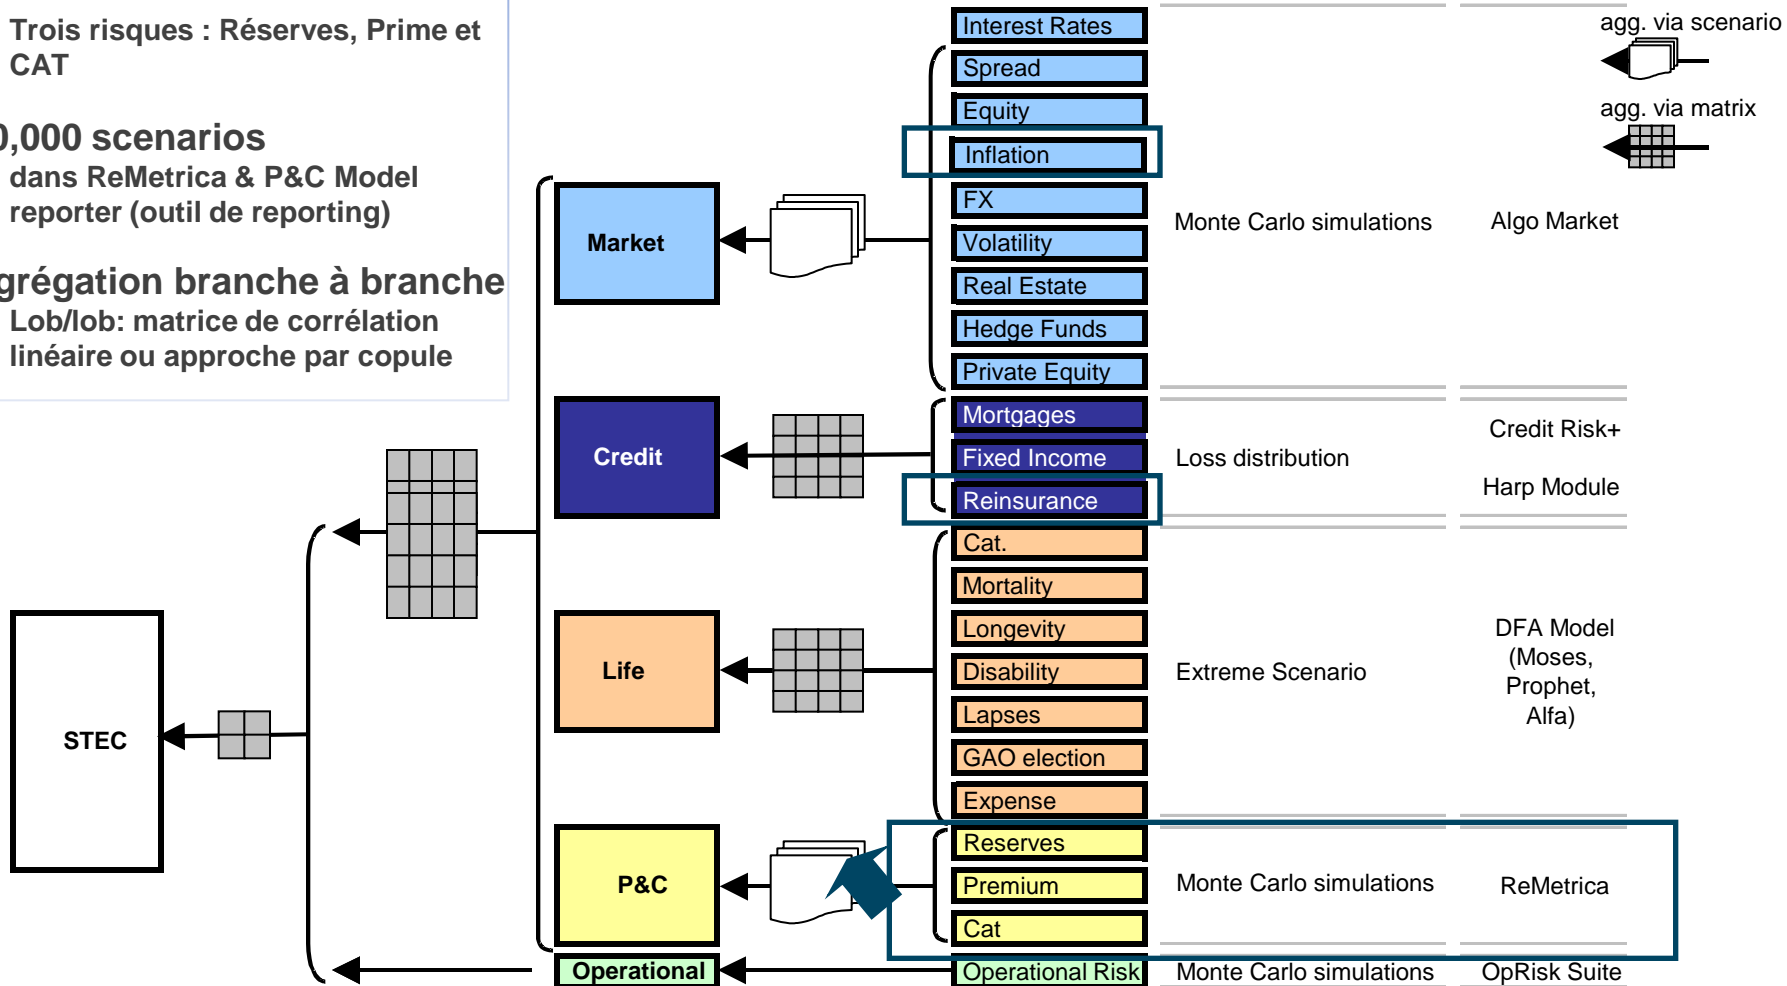 Trois risques : Réserves, Prime et
CAT
0,000 scenarios
dans ReMetrica & P&C Model
reporter (outil de reporting)
grégation branche à branche
Lob/lob: matrice de corrélation
linéaire ou approche par copule
agg. via scenario
agg. via matrix
Interest Rates
Spread
Equity
Inflation
FX
Volatility
Real Estate
Hedge Funds
Private Equity
Market
Monte Carlo simulations
Algo Market
Mortgages
Fixed Income
Reinsurance
Credit
Loss distribution
Credit Risk+
Harp Module
Cat.
Mortality
Longevity
Disability
Lapses
GAO election
Expense
Life
Extreme Scenario
DFA Model
(Moses,
Prophet,
Alfa)
STEC
Reserves
Premium
Cat
P&C
Monte Carlo simulations
ReMetrica
Operational
Operational Risk
Monte Carlo simulations
OpRisk Suite